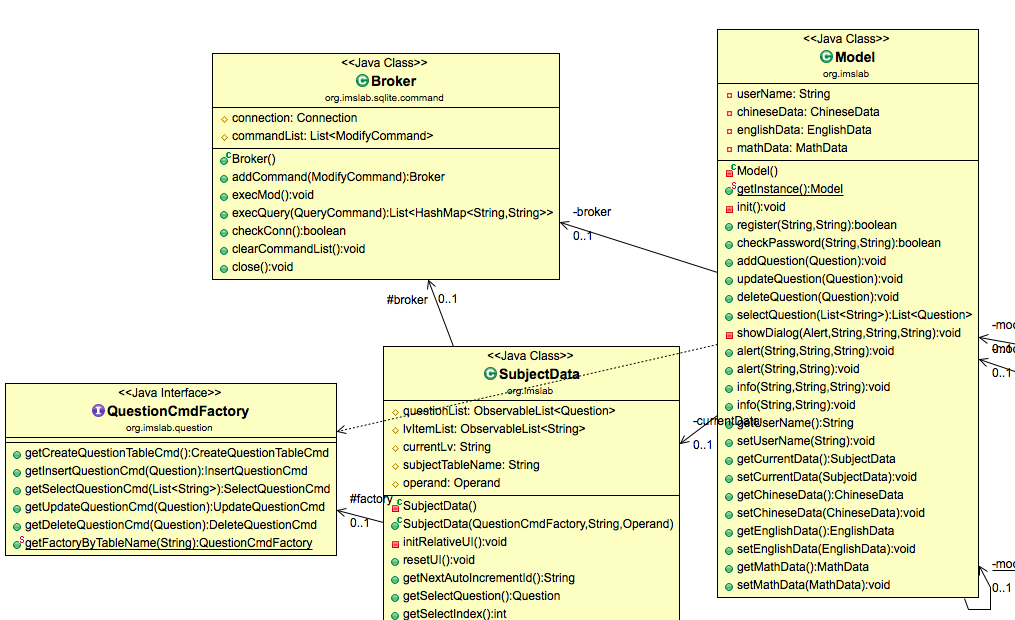 <<Java Class>>
Broker
org.imslab.sqlite.command
connection: Connection
commandList: List<ModifyCommand>
Broker()
addCommand(ModifyCommand):Broker
execMod():void
execQuery(QueryCommand):List<HashMap<String,String>>
checkConn():boolean
clearCommandList():void
close():void
-broker
0..1
#broker
0..1
<<Java Class>>
Model
org.imslab
userName: String
chineseData: ChineseData
englishData: EnglishData
mathData: MathData
Model()
getInstance():Model
init():void
register(String,String):boolean
checkPassword(String,String):boolean
addQuestion(Question):void
updateQuestion(Question):void
deleteQuestion(Question):void
selectQuestion(List<String>):List<Question>
showDialog(Alert,String,String,String):void
alert(String,String,String):void
alert(String,String):void
info(String,String,String):void
info(String,String):void
getUserName():String
setUserName(String):void
getCurrentData():SubjectData
setCurrentData(SubjectData):void
getChineseData():ChineseData
setChineseData(ChineseData):void
getEnglishData():EnglishData
setEnglishData(EnglishData):void
getMathData():MathData
setMathData(MathData):void
0..1
-mod
0..1
<<Java Class>>
SubjectData
org.imslab
questionList: ObservableList<Question>
lvItemList: ObservableList<String>
currentLv: String
subjectTableName: String
operand: Operand
SubjectData()
SubjectData(QuestionCmdFactory,String,Operand)
initRelativeUI():void
resetUI():void
getNextAutoIncrementId():String
getSelectQuestion():Question
getSelectIndex():int
-currentData
0..1
<<Java Interface>>
QuestionCmdFactory
org.imslab.question
getCreateQuestionTableCmd():CreateQuestionTableCmd
getInsertQuestionCmd(Question):InsertQuestionCmd
getSelectQuestionCmd(List<String>):SelectQuestionCmd
getUpdateQuestionCmd(Question):UpdateQuestionCmd
getDeleteQuestionCmd(Question):DeleteQuestionCmd
getFactoryByTableName(String):QuestionCmdFactory
#factory
0..1